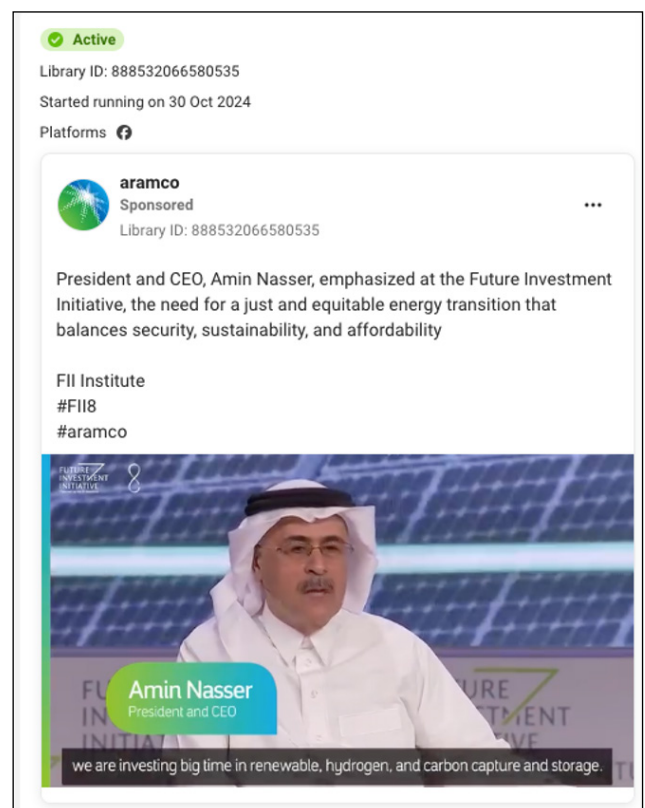 Active
Library ID: 888532066580535
Started running on 30 Oct 2024
Platforms
aramco
Sponsored
Library ID: 888532066580535
President and CEO, Amin Nasser, emphasized at the Future Investment
Initiative, the need for a just and equitable energy transition that
balances security, sustainability, and affordability
FII Institute
#FII8
#aramco
FUTURE
INVESTMENT
INITIATIVE
Amin Nasser
President and CEO
we are investing big time in renewable, hydrogen, and carbon capture and storage.